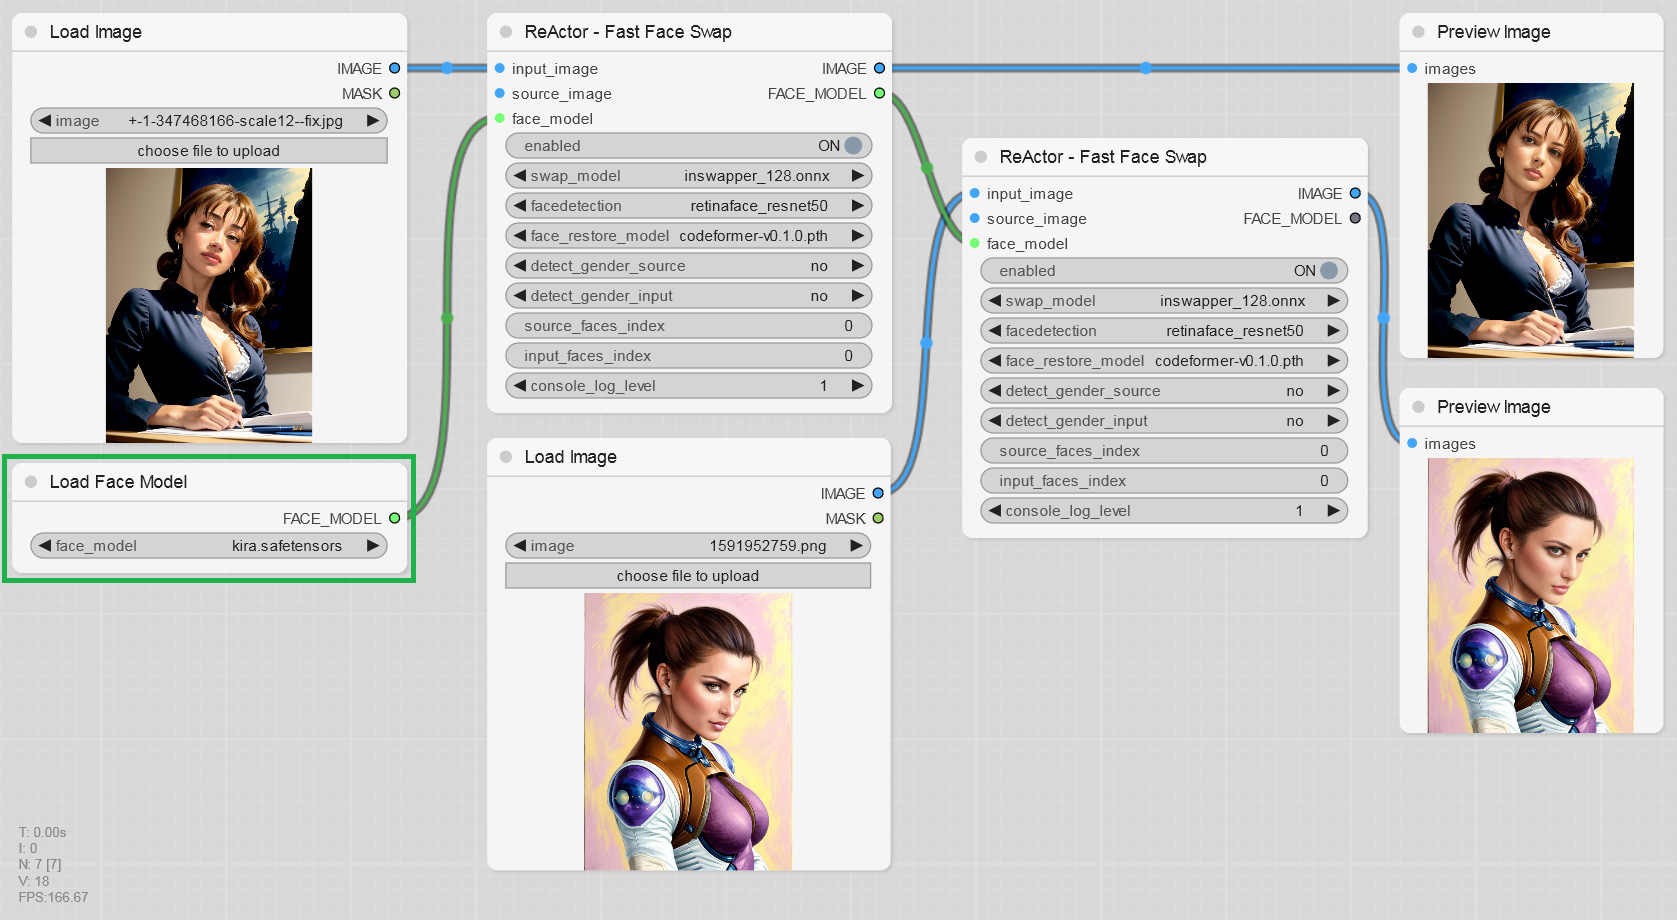 Load Image
IMAGE
MASK
image +-1-347468166-scale12--fix.jpg
choose file to upload
Load Face Model
FACE_MODEL
face_model kira.safetensors
ReActor - Fast Face Swap
input_image IMAGE
source_image FACE_MODEL
face_model
enabled ON
swap_model inswapper_128.onnx
facedetection retinaface_resnet50
face_restore_model codeformer-v0.1.0.pth
detect_gender_source no
detect_gender_input no
source_faces_index 0
input_faces_index 0
console_log_level 1
Load Image
IMAGE
MASK
image 1591952759.png
choose file to upload
ReActor - Fast Face Swap
input_image IMAGE
source_image FACE_MODEL
face_model
enabled ON
swap_model inswapper_128.onnx
facedetection retinaface_resnet50
face_restore_model codeformer-v0.1.0.pth
detect_gender_source no
detect_gender_input no
source_faces_index 0
input_faces_index 0
console_log_level 1
Preview Image
images
Preview Image
images
T: 0.00s
I: 0
N: 7 [7]
V: 18
FPS:166.67